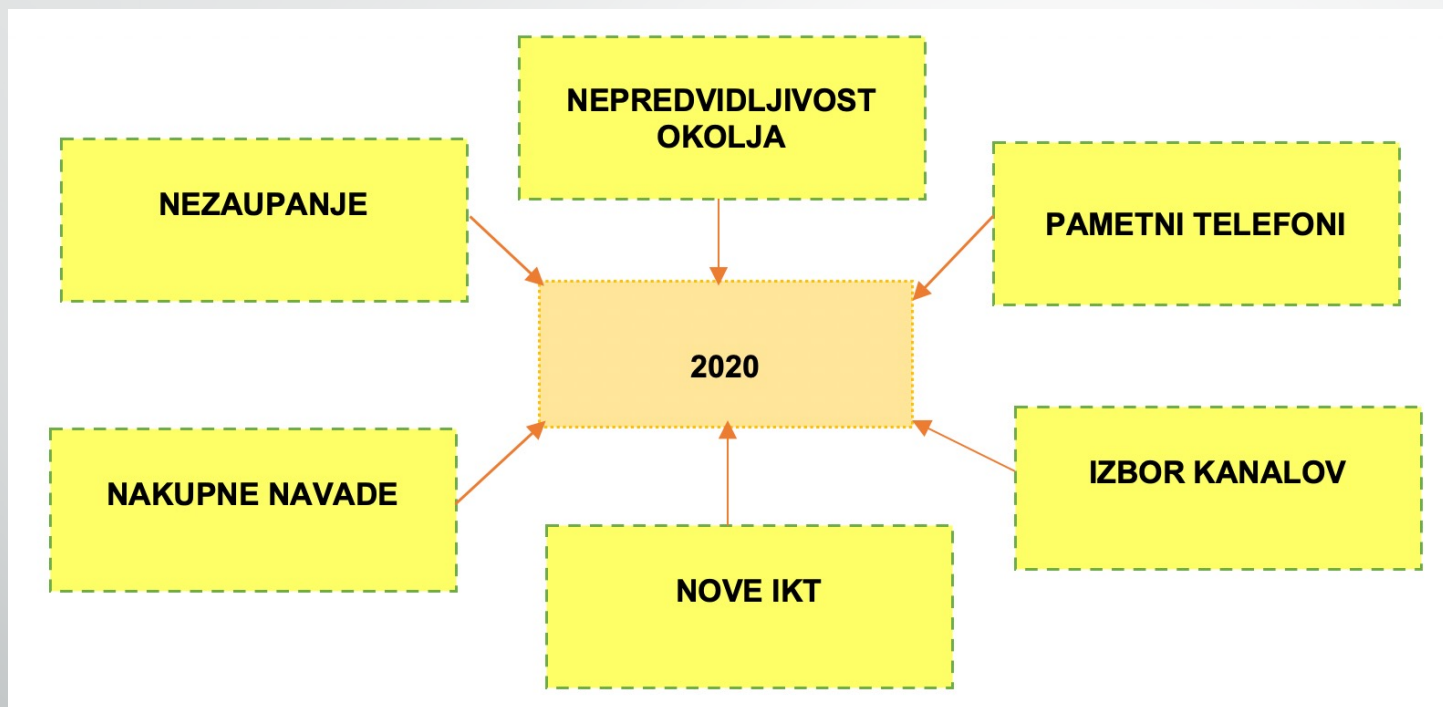 NEPREDVIDLJIVOST
OKOLJA
NEZAUPANJE
PAMETNI TELEFONI
2020
NAKUPNE NAVADE
IZBOR KANALOV
NOVE IKT